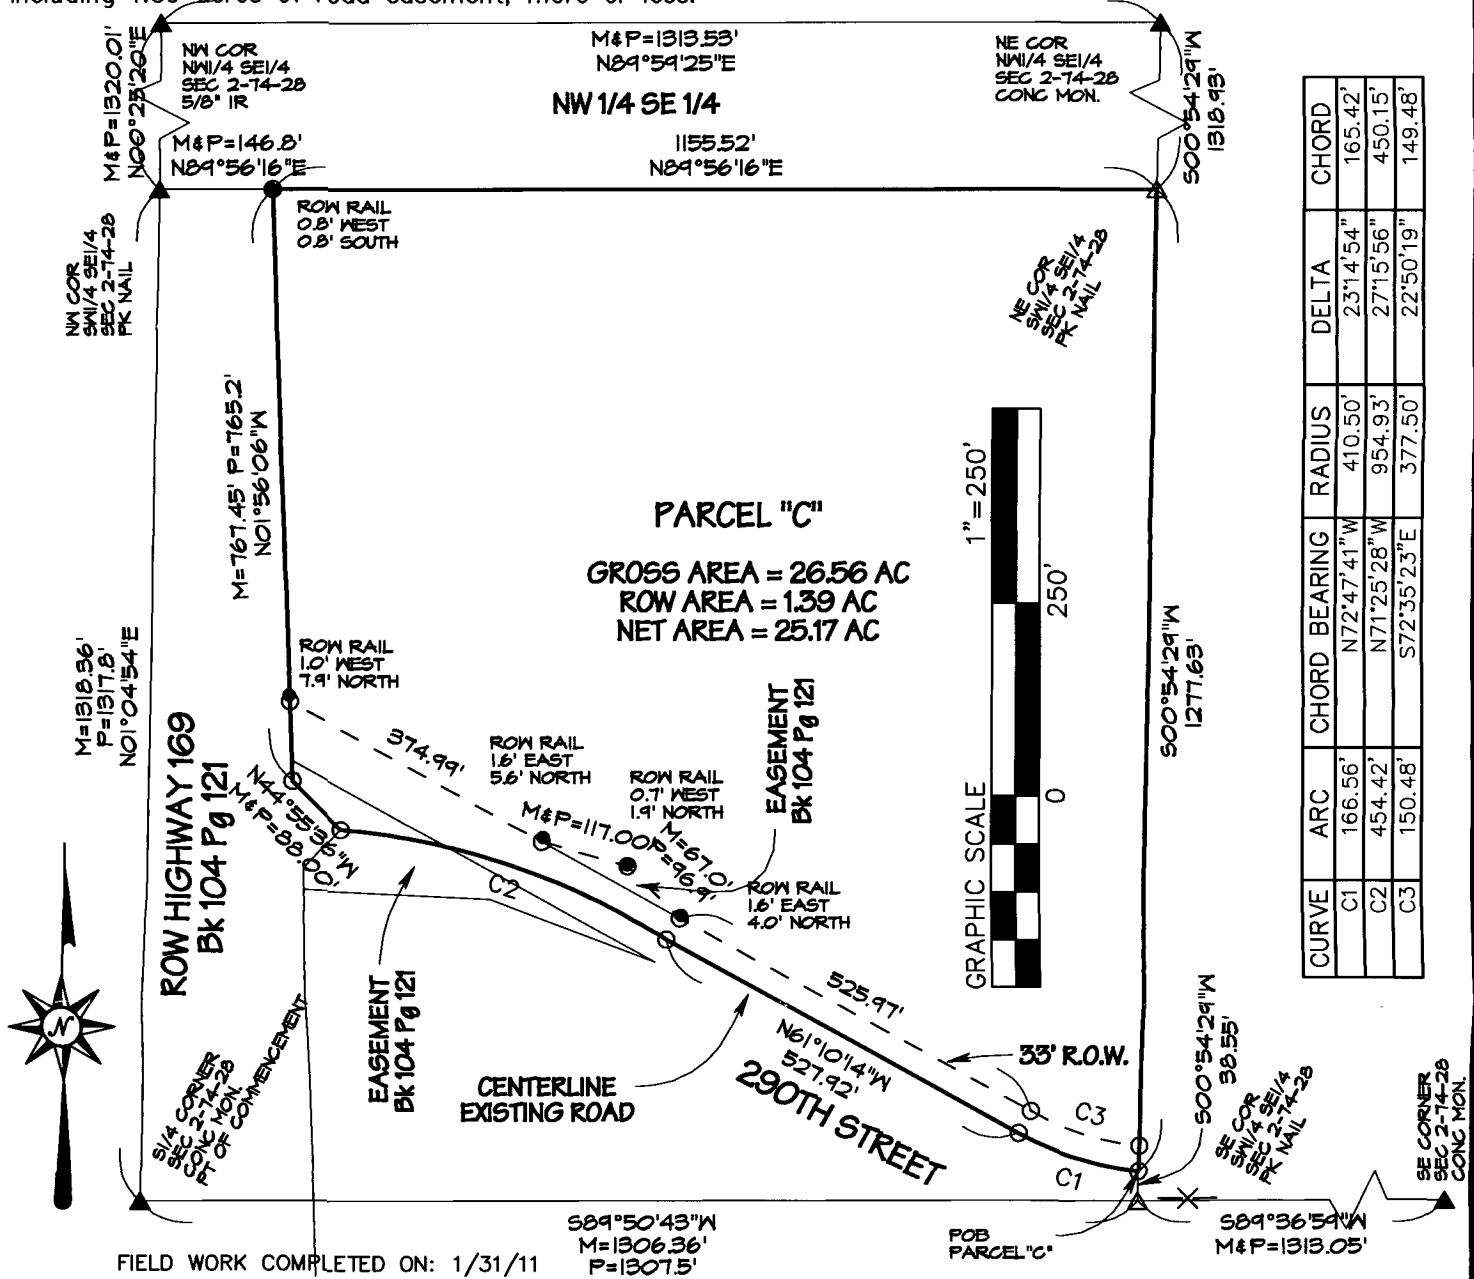 M&P=1313.53'
N89°59'25"E
NW COR
NW1/4 SE1/4
SEC 2-74-28
5/8" IR
NE COR
NW1/4 SE1/4
SEC 2-74-28
CONC MON.
M&P=1320.01'
N00°25'20"E
NW 1/4 SE 1/4
S00°54'29"W
1318.93'
M&P=146.8'
N89°56'16"E
1155.52'
N89°56'16"E
ROW RAIL
0.8' WEST
0.8' SOUTH
NW COR
SW1/4 SE1/4
SEC 2-74-28
PK NAIL
NE COR
SW1/4 SE1/4
SEC 2-74-28
PK NAIL
M=767.45' P=765.2'
N01°56'06"W
PARCEL "C"
GROSS AREA = 26.56 AC
ROW AREA = 1.39 AC
NET AREA = 25.17 AC
1"=250'
250'
0
GRAPHIC SCALE
S00°54'29"W
1277.63'
M=1318.36'
P=1317.8'
N01°04'54"E
ROW RAIL
1.0' WEST
7.9' NORTH
374.99'
ROW RAIL
1.6' EAST
5.6' NORTH
ROW RAIL
0.7' WEST
1.9' NORTH
EASEMENT
Bk 104 Pg 121
M&P=117.00'
M=67.0'
P=96.9'
ROW RAIL
1.6' EAST
4.0' NORTH
ROW HIGHWAY 169
Bk 104 Pg 121
N44°55'36"W
M&P=88.00'
C2
EASEMENT
Bk 104 Pg 121
525.97'
N61°10'14"W
527.92'
290TH STREET
33' R.O.W.
CENTERLINE
EXISTING ROAD
C3
C1
N
S1/4 CORNER
SEC 2-74-28
CONC MON.
PT OF COMMENCEMENT
S00°54'29"W
38.55'
SE COR
SW1/4 SE1/4
SEC 2-74-28
PK NAIL
SE CORNER
SEC 2-74-28
CONC MON.
S89°50'43"W
M=1306.36'
P=1307.5'
POB
PARCEL "C"
S89°36'59"W
M&P=1313.05'
FIELD WORK COMPLETED ON: 1/31/11
CURVE ARC CHORD BEARING RADIUS DELTA CHORD
C1 166.56' N72°47'41"W 410.50' 23°14'54" 165.42'
C2 454.42' N71°25'28"W 954.93' 27°15'56" 450.15'
C3 150.48' S72°35'23"E 377.50' 22°50'19" 149.48'